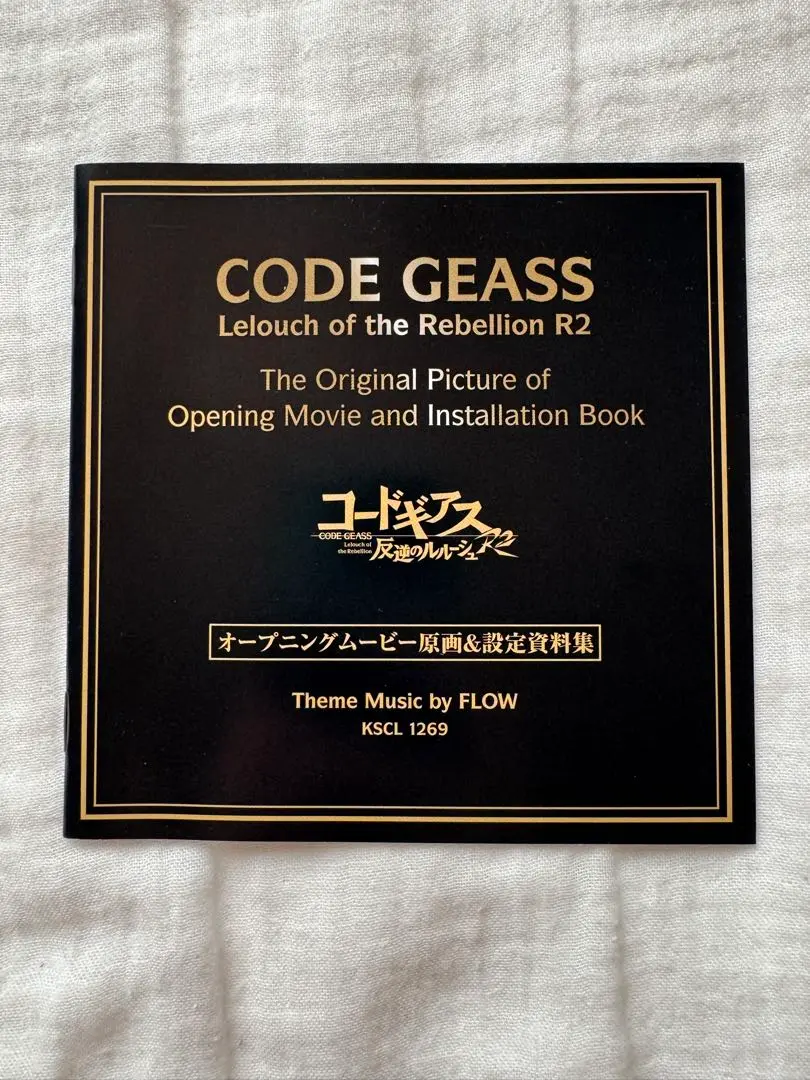 CODE GEASS
Lelouch of the Rebellion R2
The Original Picture of
Opening Movie and Installation Book
コードギアス
CODE GEASS
Lelouch of
the Rebellion
反逆のルルーシュ R2
オープニングムービー原画&設定資料集
Theme Music by FLOW
KSCL 1269